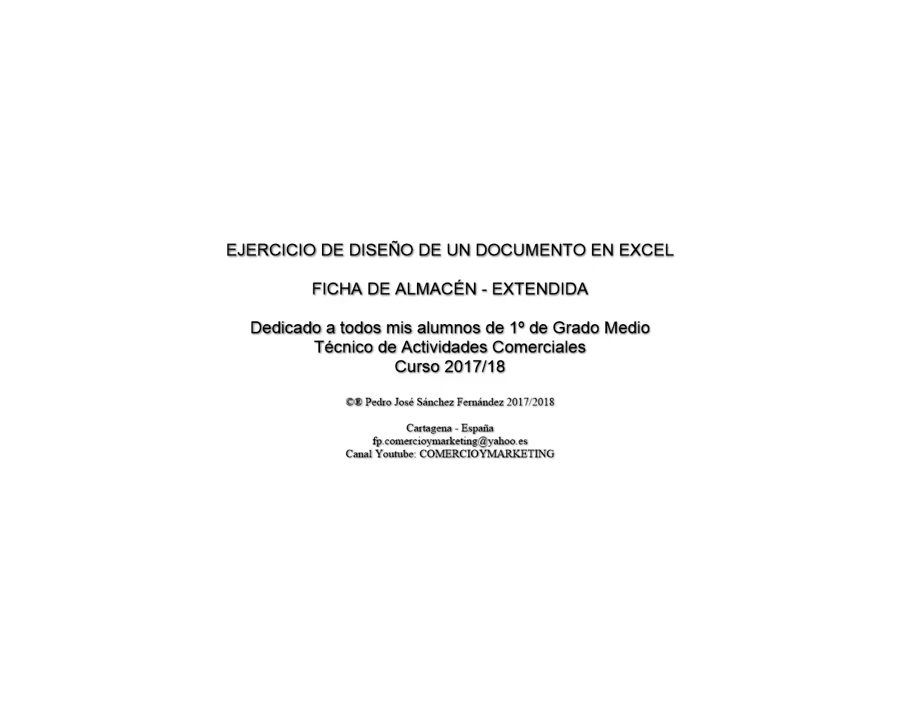 EJERCICIO DE DISEÑO DE UN DOCUMENTO EN EXCEL
FICHA DE ALMACÉN - EXTENDIDA
Dedicado a todos mis alumnos de 1º de Grado Medio
Técnico de Actividades Comerciales
Curso 2017/18
©® Pedro José Sánchez Fernández 2017/2018
Cartagena - España
fp.comercioymarketing@yahoo.es
Canal Youtube: COMERCIOYMARKETING